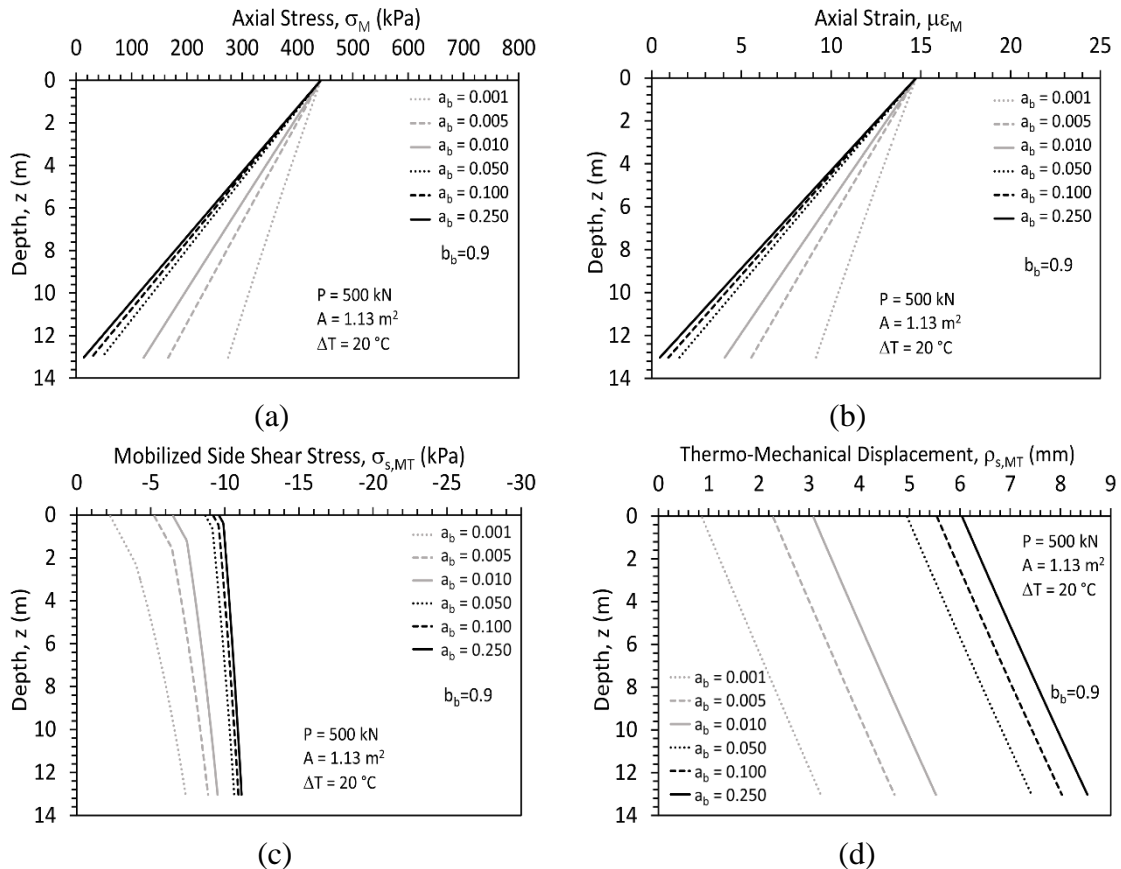 Axial Stress, σM (kPa)
0 100 200 300 400 500 600 700 800
0
2
4
6
8
10
12
14
Depth, z (m)
ab = 0.001
ab = 0.005
ab = 0.010
ab = 0.050
ab = 0.100
ab = 0.250
bb=0.9
P = 500 kN
A = 1.13 m²
ΔT = 20 °C
(a)
Axial Strain, μεM
0 5 10 15 20 25
0
2
4
6
8
10
12
14
Depth, z (m)
ab = 0.001
ab = 0.005
ab = 0.010
ab = 0.050
ab = 0.100
ab = 0.250
bb=0.9
P = 500 kN
A = 1.13 m²
ΔT = 20 °C
(b)
Mobilized Side Shear Stress, σs,MT (kPa)
0 -5 -10 -15 -20 -25 -30
0
2
4
6
8
10
12
14
Depth, z (m)
ab = 0.001
ab = 0.005
ab = 0.010
ab = 0.050
ab = 0.100
ab = 0.250
bb=0.9
P = 500 kN
A = 1.13 m²
ΔT = 20 °C
(c)
Thermo-Mechanical Displacement, ρs,MT (mm)
0 1 2 3 4 5 6 7 8 9
0
2
4
6
8
10
12
14
Depth, z (m)
P = 500 kN
A = 1.13 m²
ΔT = 20 °C
ab = 0.001
ab = 0.005
ab = 0.010
ab = 0.050
ab = 0.100
ab = 0.250
bb=0.9
(d)